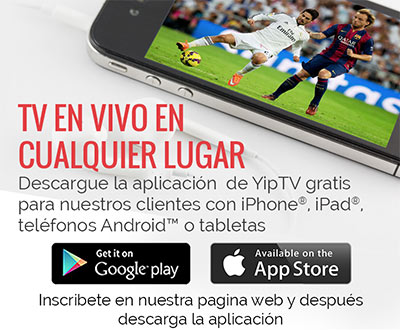 TV EN VIVO EN
CUALQUIER LUGAR
Descargue la aplicación de YipTV gratis
para nuestros clientes con iPhone®, iPad®,
teléfonos Android™ o tabletas
Get it on
Google play
Available on the
App Store
Inscribete en nuestra pagina web y después
descarga la aplicación